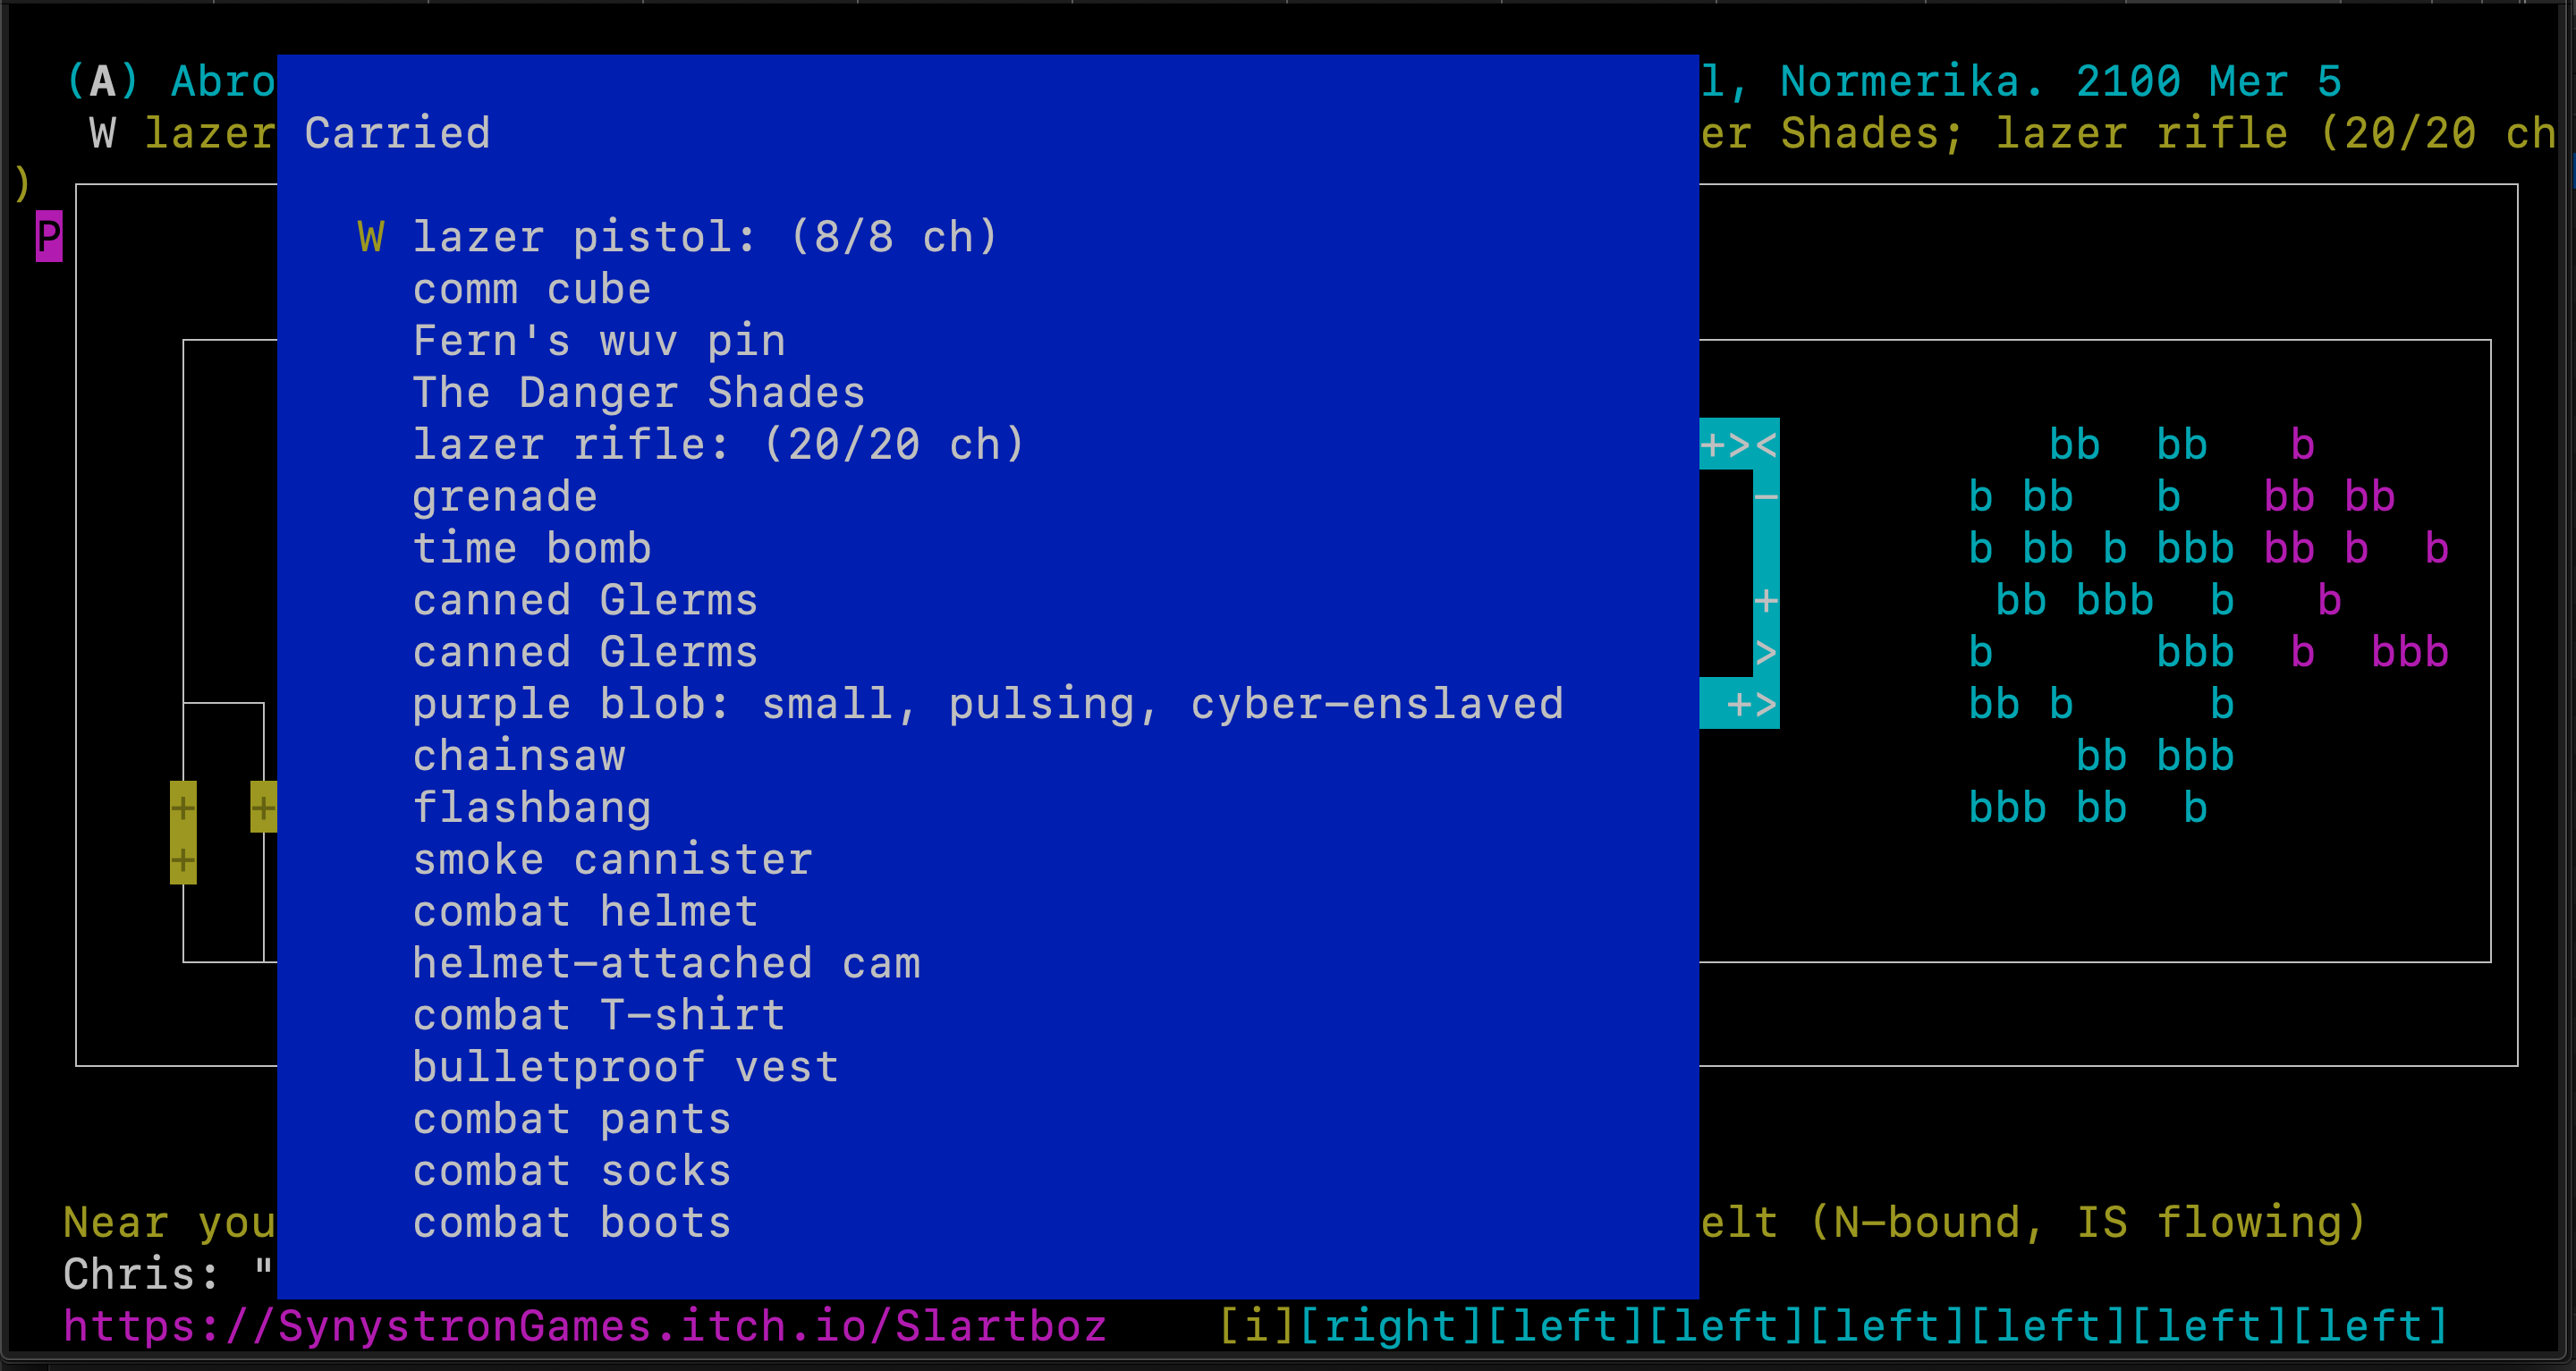 (A) Abro
l, Normerika. 2100 Mer 5
W lazer
er Shades; lazer rifle (20/20 ch
)
P
Carried
W lazer pistol: (8/8 ch)
comm cube
Fern's wuv pin
The Danger Shades
lazer rifle: (20/20 ch)
+><
bb bb b
grenade
-
b bb b bb bb
time bomb
b bb b bbb bb b b
canned Glerms
+
bb bbb b b
canned Glerms
>
b bbb b bbb
purple blob: small, pulsing, cyber-enslaved
+>
bb b b
chainsaw
bb bbb
+ +
flashbang
bbb bb b
+
smoke cannister
combat helmet
helmet-attached cam
combat T-shirt
bulletproof vest
combat pants
combat socks
combat boots
Near you
elt (N-bound, IS flowing)
Chris: "
https://SynystronGames.itch.io/Slartboz [i][right][left][left][left][left][left][left]